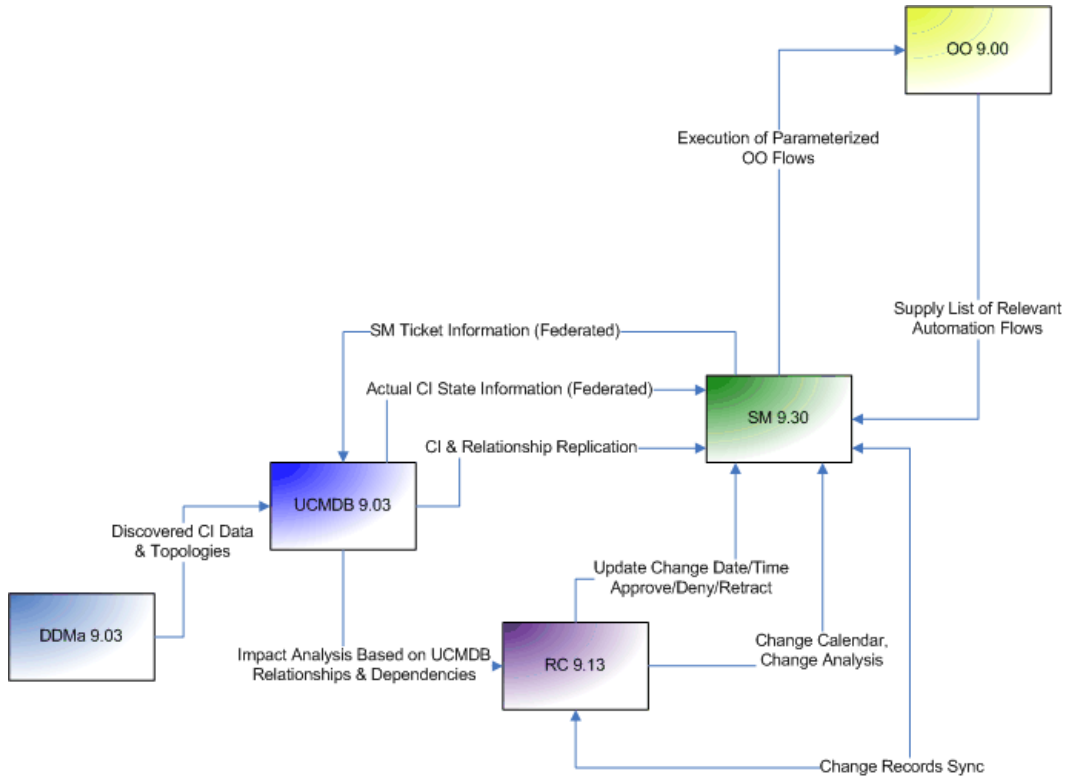 OO 9.00
Execution of Parameterized
OO Flows
Supply List of Relevant
Automation Flows
SM Ticket Information (Federated)
Actual CI State Information (Federated)
SM 9.30
CI & Relationship Replication
UCMDB 9.03
Discovered CI Data
& Topologies
Update Change Date/Time
Approve/Deny/Retract
DDMa 9.03
Impact Analysis Based on UCMDB
Relationships & Dependencies
RC 9.13
Change Calendar,
Change Analysis
Change Records Sync